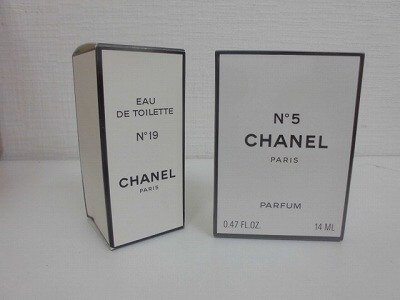 EAU
DE TOILETTE
N°19
CHANEL
PARIS
N°5
CHANEL
PARIS
PARFUM
0.47 FL.OZ. 14 ML